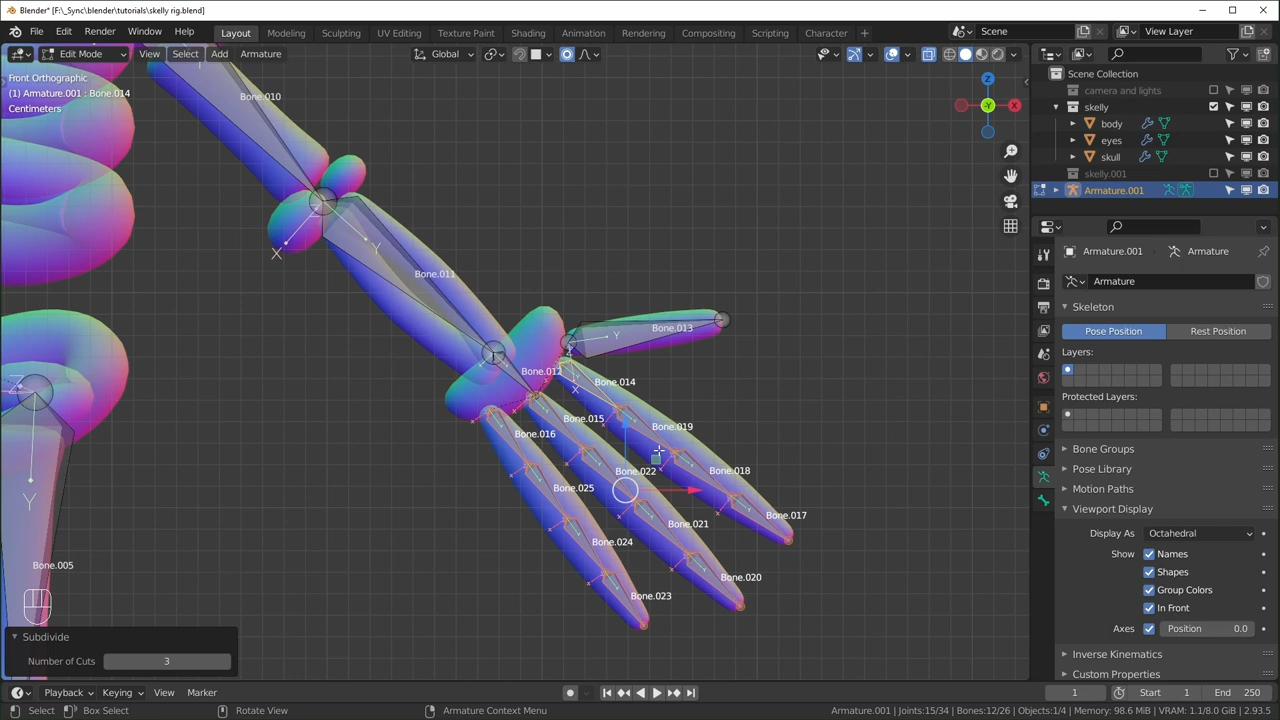 Blender* [F:\_Sync\blender\tutorials\skelly rig.blend]
File Edit Render Window Help Layout Modeling Sculpting UV Editing Texture Paint Shading Animation Rendering Compositing Scripting Character + Scene View Layer
Edit Mode View Select Add Armature Global
Front Orthographic
(1) Armature.001 : Bone.014
Centimeters
Bone.010
X
Y
Bone.011
Bone.013
Y
Bone.012
Bone.014
X
Bone.015
Bone.019
Bone.016
Bone.022
Bone.018
Bone.025
Bone.021
Bone.017
Bone.024
Bone.020
Bone.023
Z
Y
Bone.005
Z
-Y
X
Subdivide
Number of Cuts 3
Scene Collection
camera and lights
skelly
body
eyes
skull
skelly.001
Armature.001
Armature.001 Armature
Armature
Skeleton
Pose Position Rest Position
Layers:
Protected Layers:
Bone Groups
Pose Library
Motion Paths
Viewport Display
Display As Octahedral
Show Names
Shapes
Group Colors
In Front
Axes Position 0.0
Inverse Kinematics
Custom Properties
Playback Keying View Marker 1 Start 1 End 250
Select Box Select Rotate View Armature Context Menu Armature.001 | Joints:15/34 | Bones:12/26 | Objects:1/4 | Memory: 98.6 MiB | VRAM: 1.1/8.0 GiB | 2.93.5